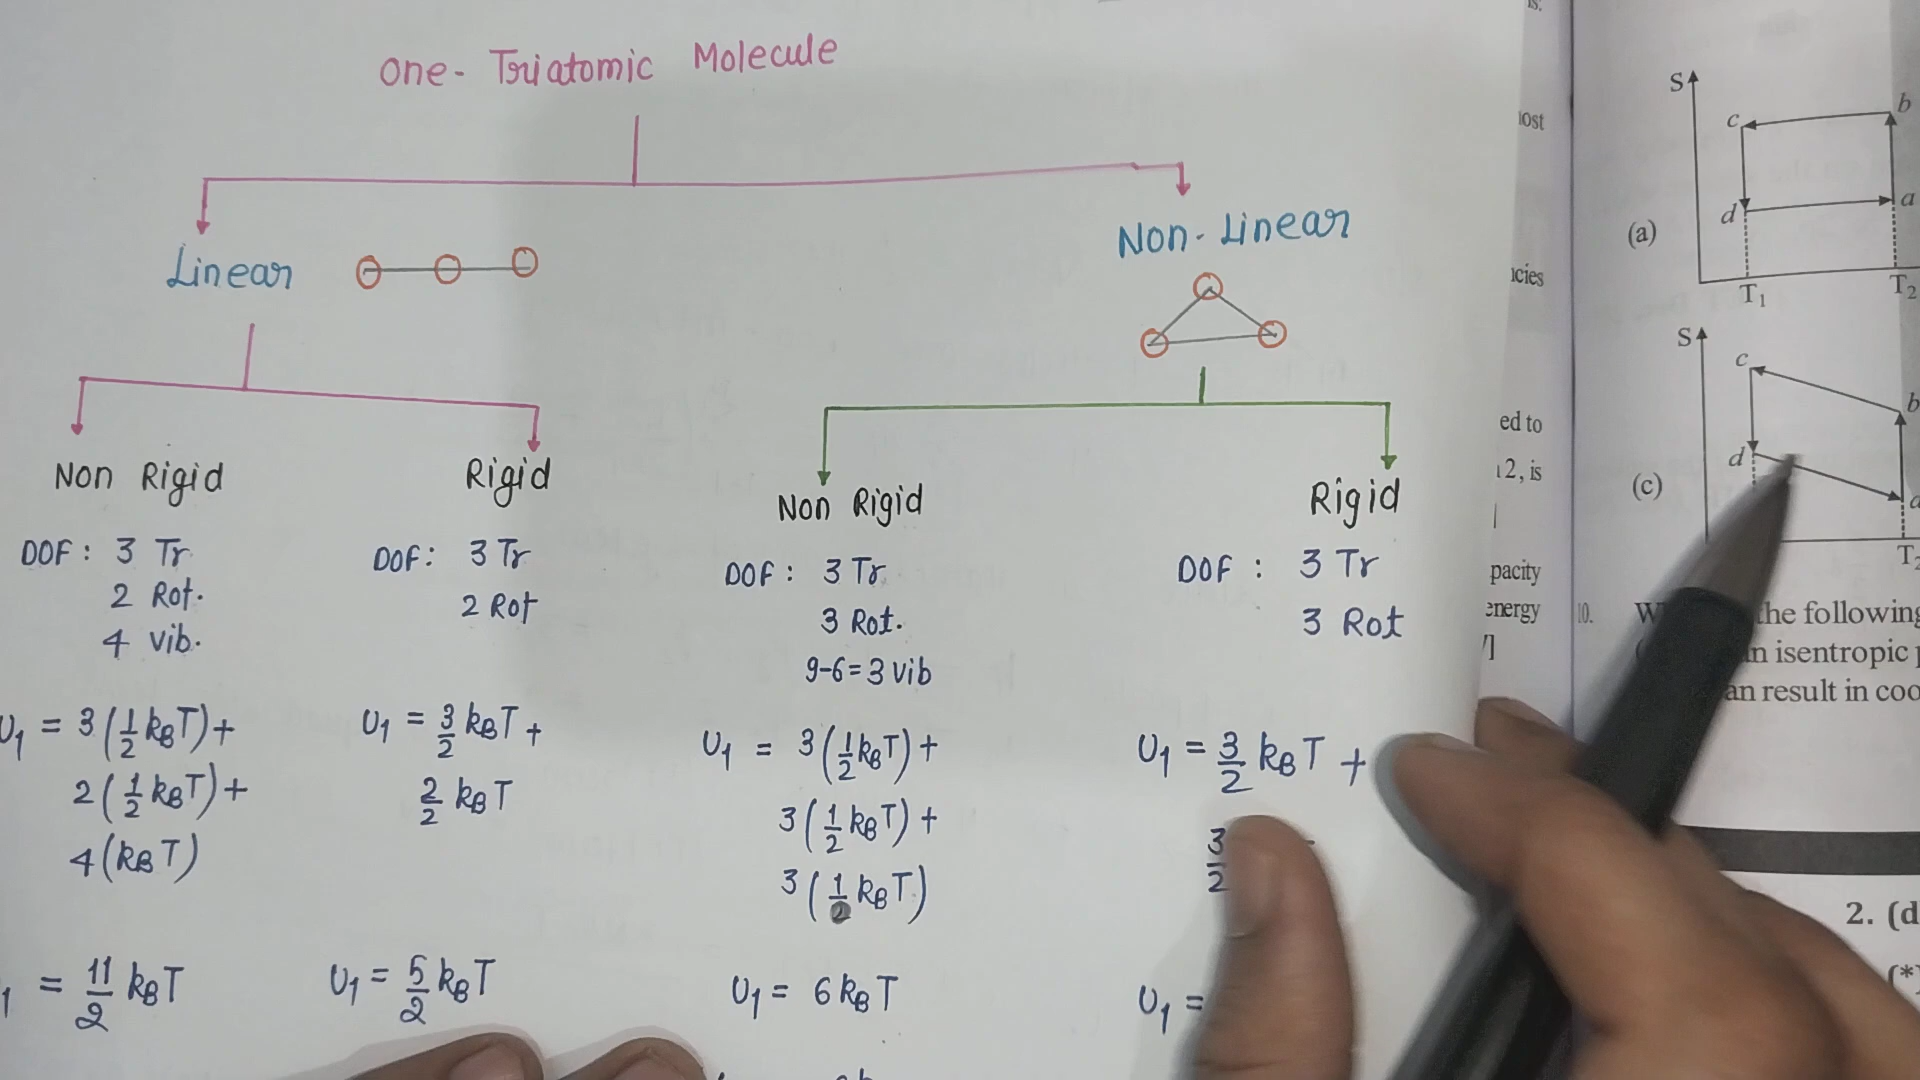 One- Triatomic Molecule
Linear
Non-Linear
Non Rigid
Rigid
Non Rigid
Rigid
DOF: 3 Tr
2 Rot.
4 vib.
DOF: 3 Tr
2 Rot
DOF: 3 Tr
3 Rot.
9-6=3 Vib
DOF : 3 Tr
3 Rot
U₁ = 3(1/2 kBT)+
2(1/2 kBT)+
4(kBT)
U₁ = 3/2 kBT +
2/2 kBT
U₁ = 3(1/2 kBT)+
3(1/2 kBT)+
3(1/2 kBT)
U₁ = 3/2 kBT +
3/2
1 = 11/2 kBT
U₁ = 5/2 kBT
U₁ = 6 kBT
U₁ =
is.
ost
cies
ed to
12, is
pacity
energy
S
c
b
d
a
(a)
T₁
T₂
S
c
b
d
(c)
10.
the following
n isentropic
an result in coo
2. (d
(*)